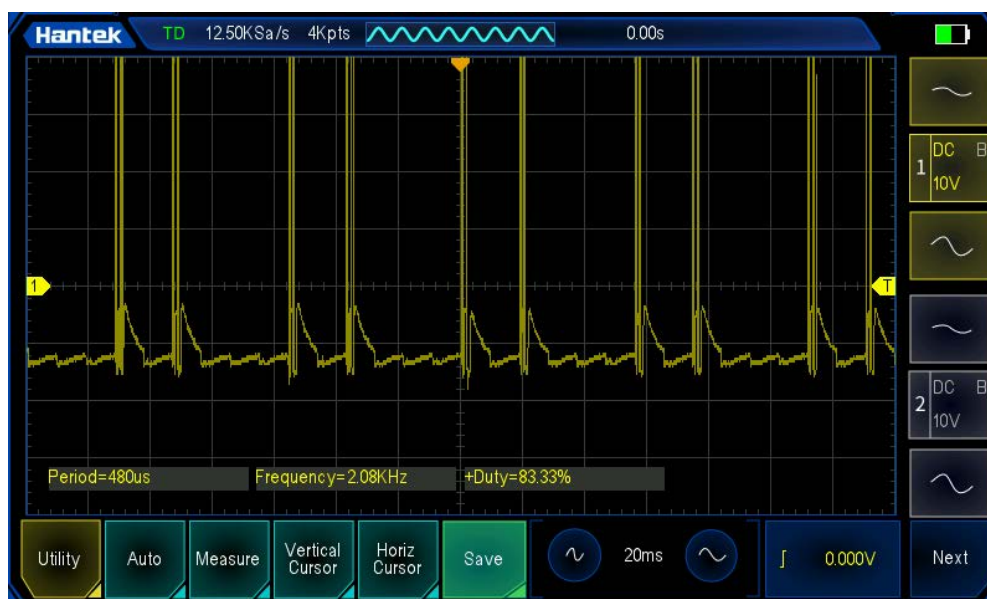 Hantek TD 12.50KSa/s 4Kpts 0.00s
DC B
1
10V
1
T
DC B
2
10V
Period=480us Frequency=2.08KHz +Duty=83.33%
Utility Auto Measure Vertical Cursor Horiz Cursor Save 20ms 0.000V Next